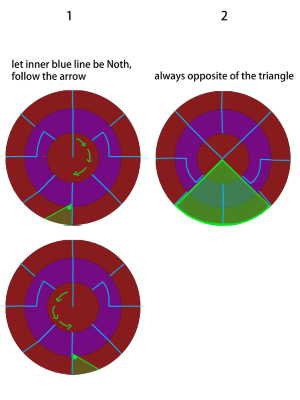 1
2
let inner blue line be Noth,
follow the arrow
always opposite of the triangle